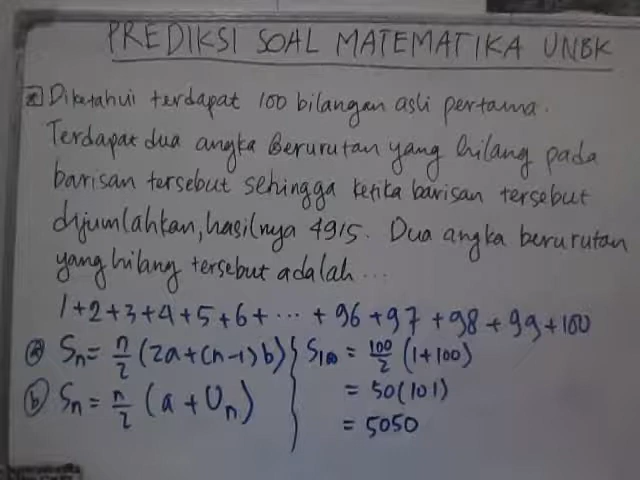 PREDIKSI SOAL MATEMATIKA UNBK
Diketahui terdapat 100 bilangan asli pertama.
Terdapat dua angka berurutan yang hilang pada
barisan tersebut sehingga ketika barisan tersebut
dijumlahkan, hasilnya 4915. Dua angka berurutan
yang hilang tersebut adalah ...
1+2+3+4+5+6+ ... +96+97+98+99+100
(a) Sn = n/2 (2a+(n-1)b) S100 = 100/2 (1+100)
(b) Sn = n/2 (a+Un) = 50(101)
= 5050